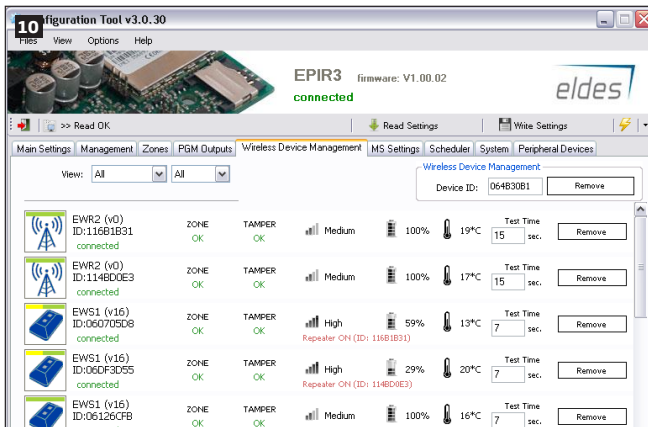 10
figuration Tool v3.0.30
Files View Options Help
EPIR3 firmware: V1.00.02
connected
eldes
>> Read OK Read Settings Write Settings
Main Settings Management Zones PGM Outputs Wireless Device Management MS Settings Scheduler System Peripheral Devices
View: All All
Wireless Device Management
Device ID: 064B30B1 Remove
EWR2 (v0) ZONE TAMPER Test Time
ID:116B1B31 OK OK Medium 100% 19°C 15 sec. Remove
connected
EWR2 (v0) ZONE TAMPER Test Time
ID:114BD0E3 OK OK Medium 100% 17°C 15 sec. Remove
connected
EWS1 (v16) ZONE TAMPER Test Time
ID:060705D8 OK OK High 59% 13°C 7 sec. Remove
connected Repeater ON (ID: 116B1B31)
EWS1 (v16) ZONE TAMPER Test Time
ID:06DF3D55 OK OK High 29% 20°C 7 sec. Remove
connected Repeater ON (ID: 114BD0E3)
EWS1 (v16) ZONE TAMPER Test Time
ID:06126CFB OK OK Medium 100% 16°C 7 sec. Remove